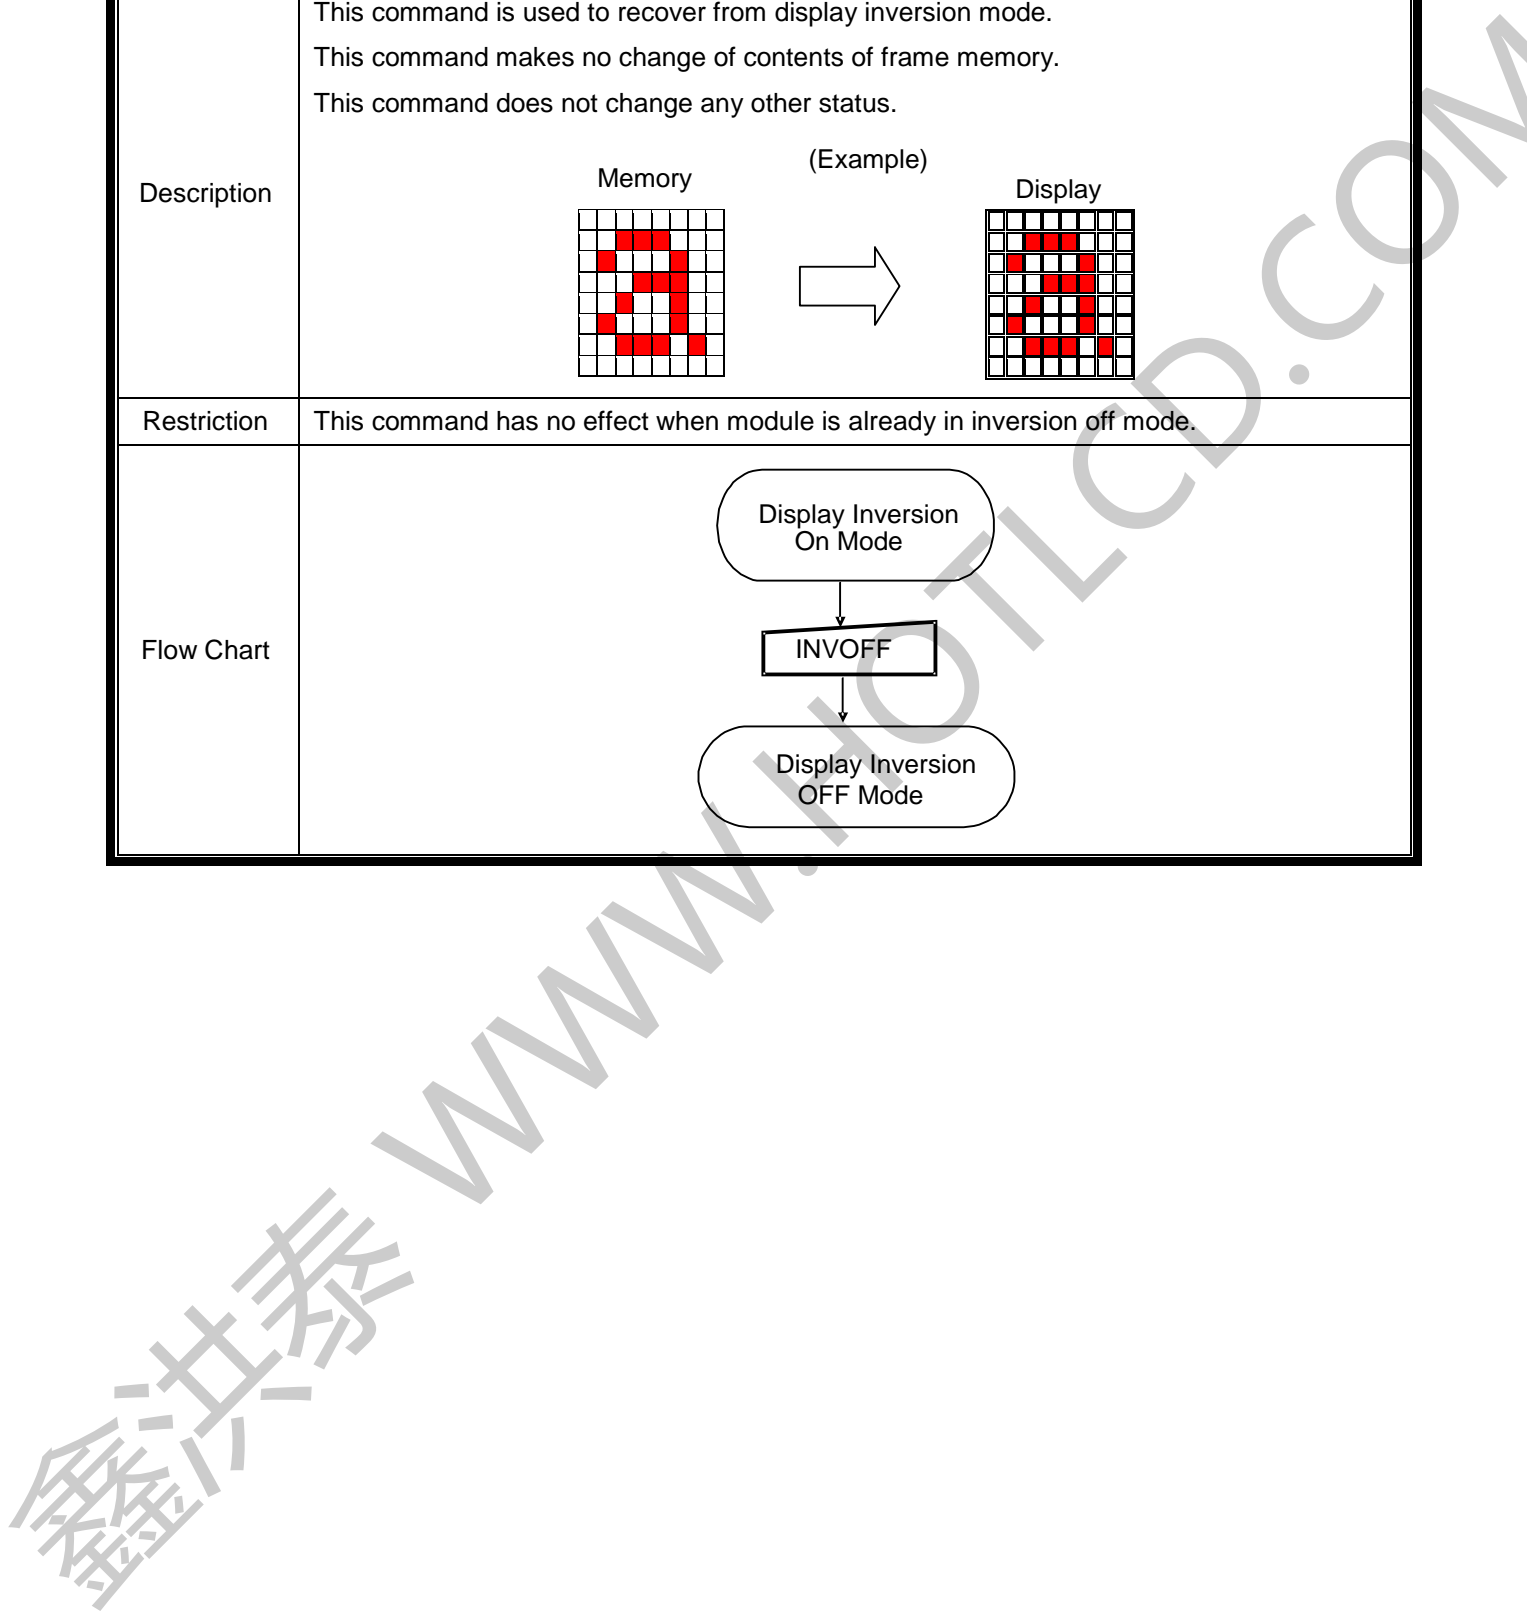 This command is used to recover from display inversion mode.
This command makes no change of contents of frame memory.
This command does not change any other status.
(Example)
Memory
Display
Description
Restriction
This command has no effect when module is already in inversion off mode.
Display Inversion
On Mode
INVOFF
Flow Chart
Display Inversion
OFF Mode
鑫洪泰 WWW.HOTLCD.COM